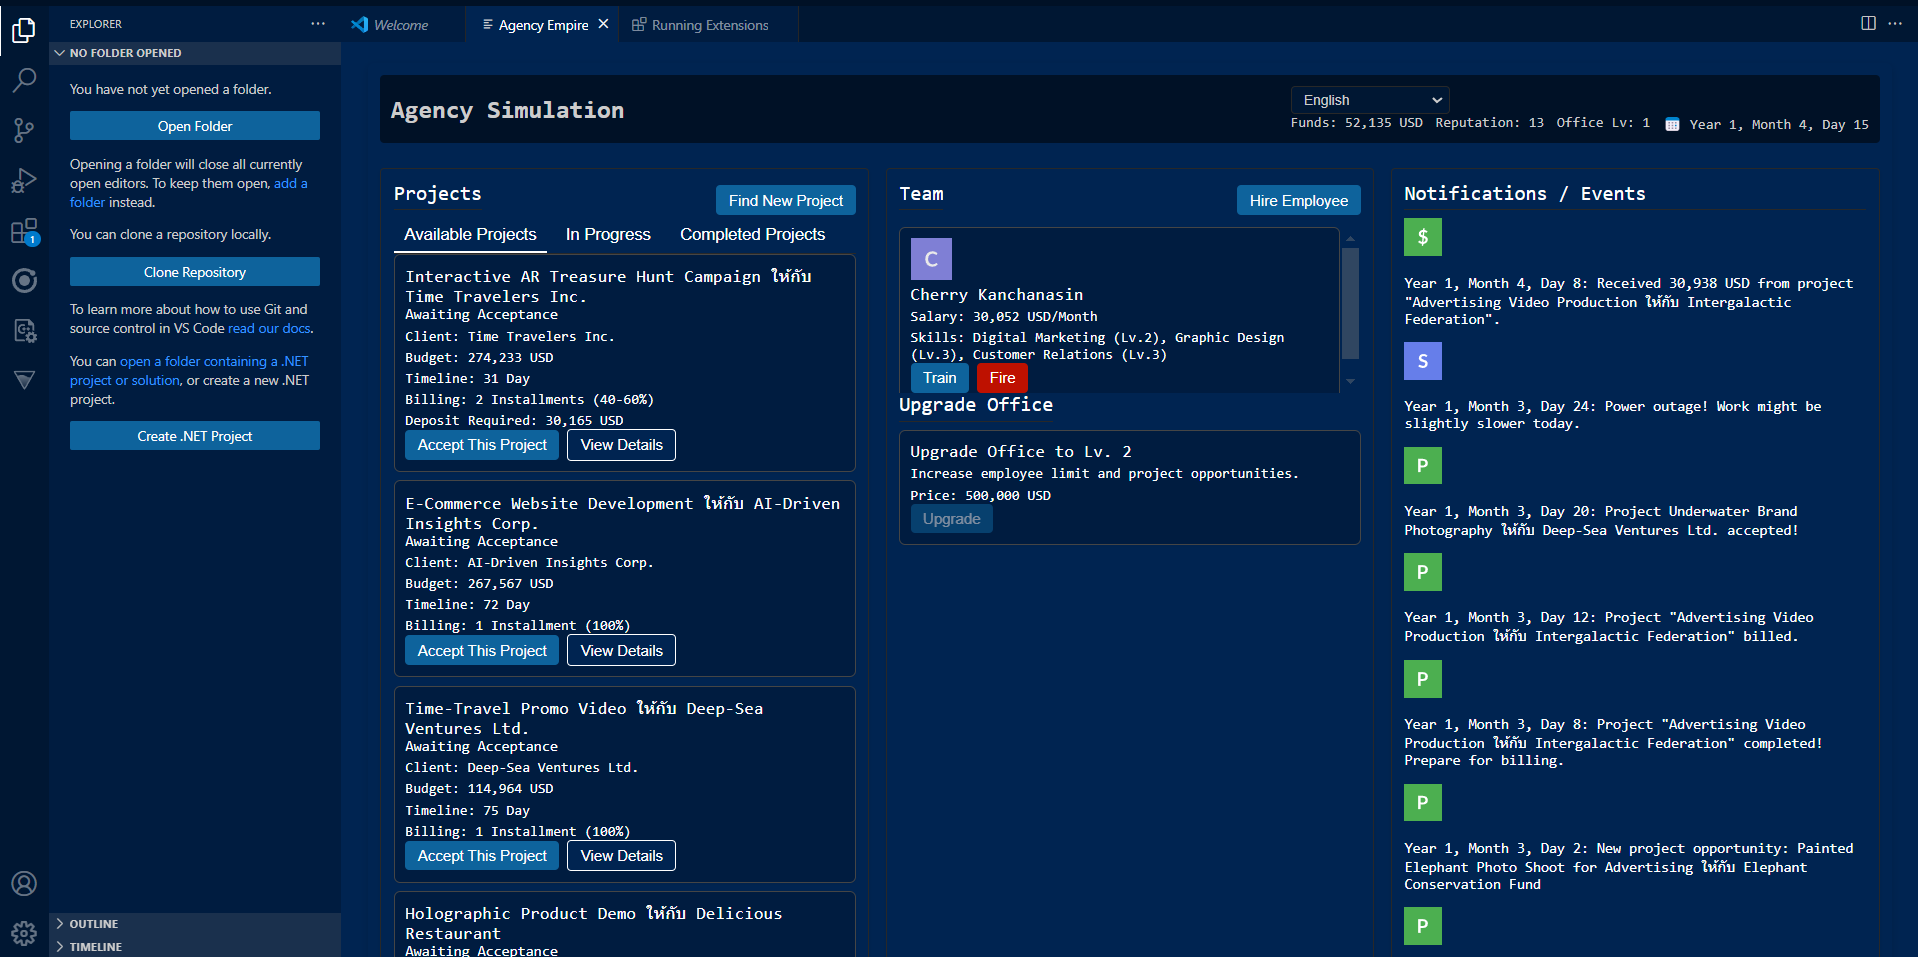 EXPLORER
NO FOLDER OPENED
You have not yet opened a folder.
Open Folder
Opening a folder will close all currently
open editors. To keep them open, add a
folder instead.
You can clone a repository locally.
Clone Repository
To learn more about how to use Git and
source control in VS Code read our docs.
You can open a folder containing a .NET
project or solution, or create a new .NET
project.
Create .NET Project
OUTLINE
TIMELINE
1
Welcome
Agency Empire
Running Extensions
Agency Simulation
English
Funds: 52,135 USD Reputation: 13 Office Lv: 1 Year 1, Month 4, Day 15
Projects
Find New Project
Available Projects In Progress Completed Projects
Interactive AR Treasure Hunt Campaign ให้กับ
Time Travelers Inc.
Awaiting Acceptance
Client: Time Travelers Inc.
Budget: 274,233 USD
Timeline: 31 Day
Billing: 2 Installments (40-60%)
Deposit Required: 30,165 USD
Accept This Project View Details
E-Commerce Website Development ให้กับ AI-Driven
Insights Corp.
Awaiting Acceptance
Client: AI-Driven Insights Corp.
Budget: 267,567 USD
Timeline: 72 Day
Billing: 1 Installment (100%)
Accept This Project View Details
Time-Travel Promo Video ให้กับ Deep-Sea
Ventures Ltd.
Awaiting Acceptance
Client: Deep-Sea Ventures Ltd.
Budget: 114,964 USD
Timeline: 75 Day
Billing: 1 Installment (100%)
Accept This Project View Details
Holographic Product Demo ให้กับ Delicious
Restaurant
Awaiting Acceptance
Team
Hire Employee
C
Cherry Kanchanasin
Salary: 30,052 USD/Month
Skills: Digital Marketing (Lv.2), Graphic Design
(Lv.3), Customer Relations (Lv.3)
Train Fire
Upgrade Office
Upgrade Office to Lv. 2
Increase employee limit and project opportunities.
Price: 500,000 USD
Upgrade
Notifications / Events
$
Year 1, Month 4, Day 8: Received 30,938 USD from project
"Advertising Video Production ให้กับ Intergalactic
Federation".
S
Year 1, Month 3, Day 24: Power outage! Work might be
slightly slower today.
P
Year 1, Month 3, Day 20: Project Underwater Brand
Photography ให้กับ Deep-Sea Ventures Ltd. accepted!
P
Year 1, Month 3, Day 12: Project "Advertising Video
Production ให้กับ Intergalactic Federation" billed.
P
Year 1, Month 3, Day 8: Project "Advertising Video
Production ให้กับ Intergalactic Federation" completed!
Prepare for billing.
P
Year 1, Month 3, Day 2: New project opportunity: Painted
Elephant Photo Shoot for Advertising ให้กับ Elephant
Conservation Fund
P